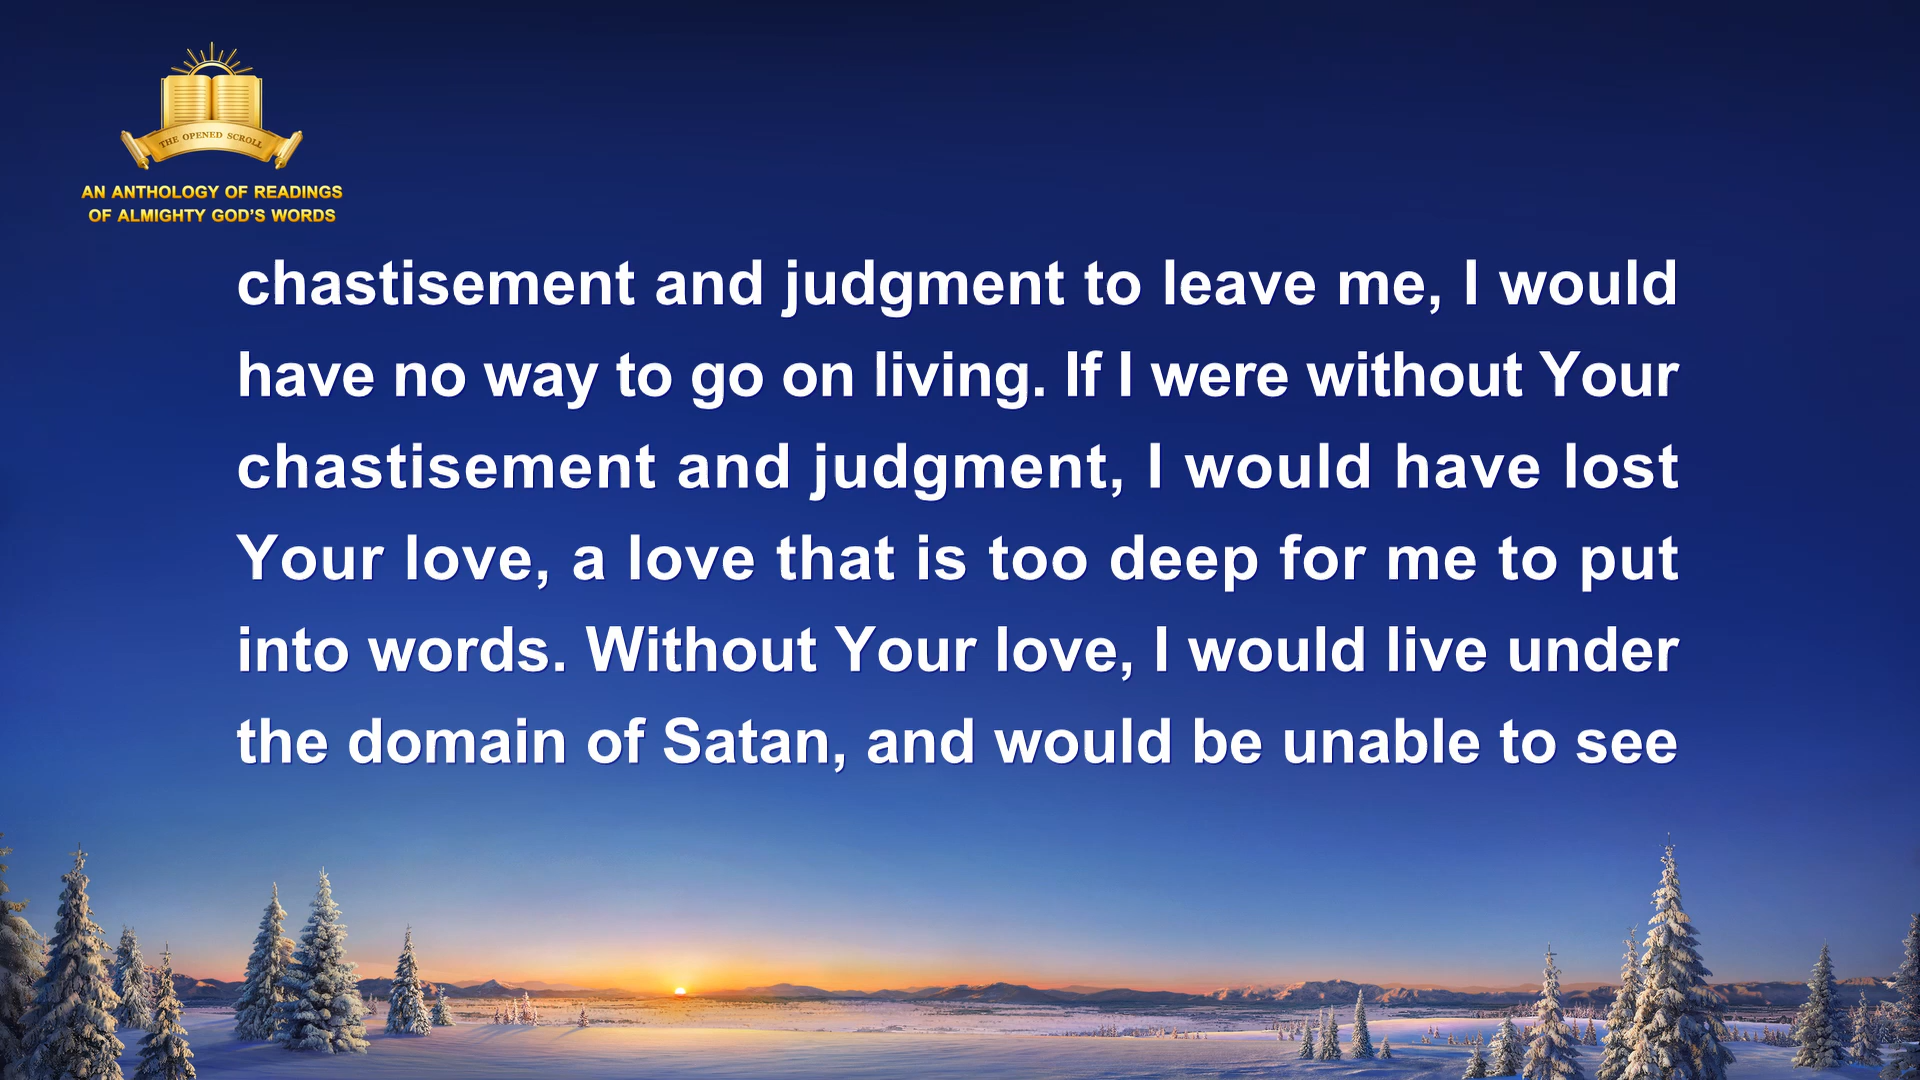 THE OPENED SCROLL
AN ANTHOLOGY OF READINGS
OF ALMIGHTY GOD'S WORDS
chastisement and judgment to leave me, I would
have no way to go on living. If I were without Your
chastisement and judgment, I would have lost
Your love, a love that is too deep for me to put
into words. Without Your love, I would live under
the domain of Satan, and would be unable to see